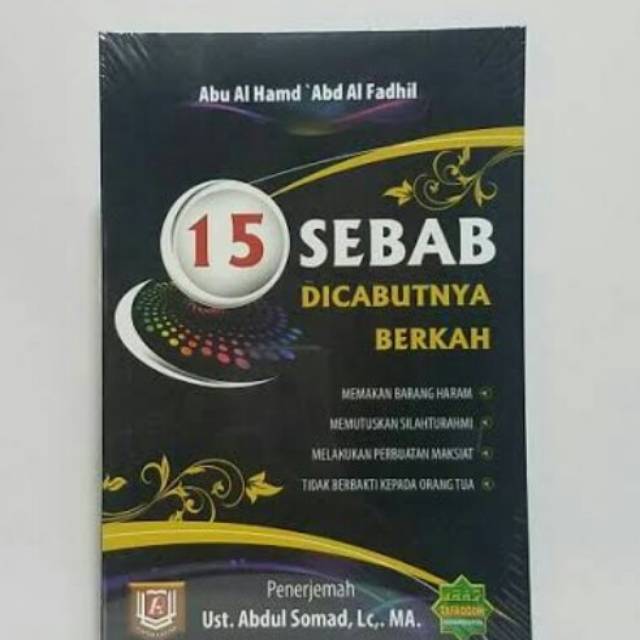 Abu Al Hamd `Abd Al Fadhil
15 SEBAB
DICABUTNYA
BERKAH
MEMAKAN BARANG HARAM
MEMUTUSKAN SILAHTURAHMI
MELAKUKAN PERBUATAN MAKSIAT
TIDAK BERBAKTI KEPADA ORANG TUA
Penerjemah
Ust. Abdul Somad, Lc,. MA.
TAFAQQUH